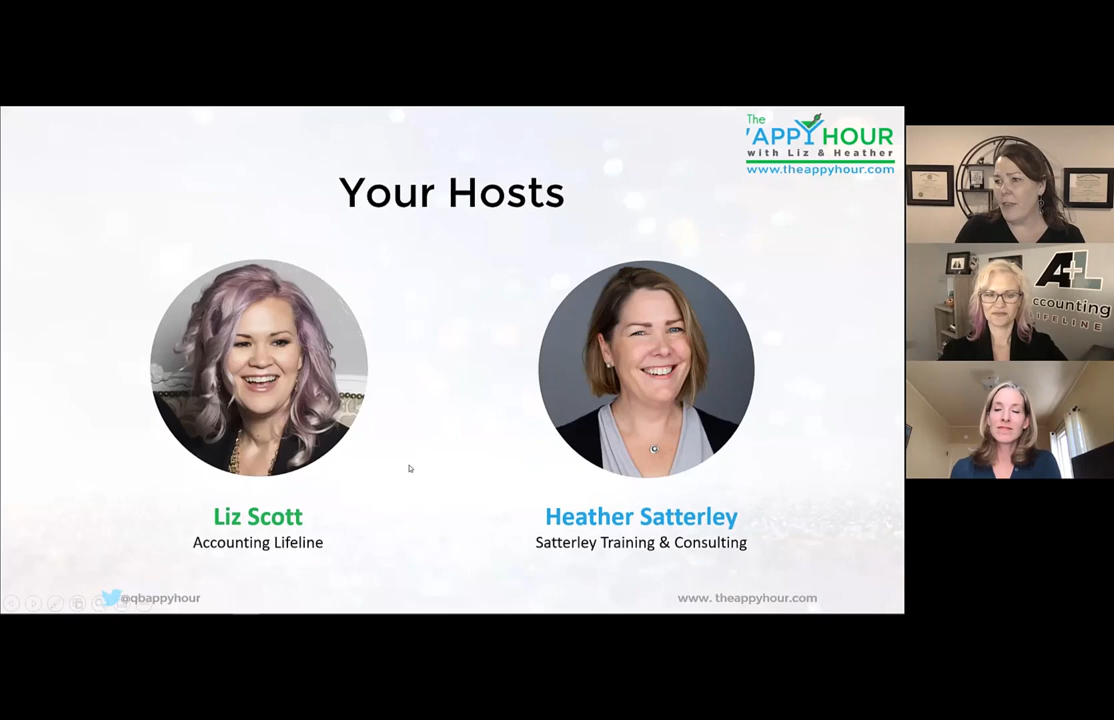 The
'APPY HOUR
with Liz & Heather
www.theappyhour.com
Your Hosts
Liz Scott
Accounting Lifeline
Heather Satterley
Satterley Training & Consulting
@qbappyhour
www. theappyhour.com
A+L
ccounting
LIFELINE